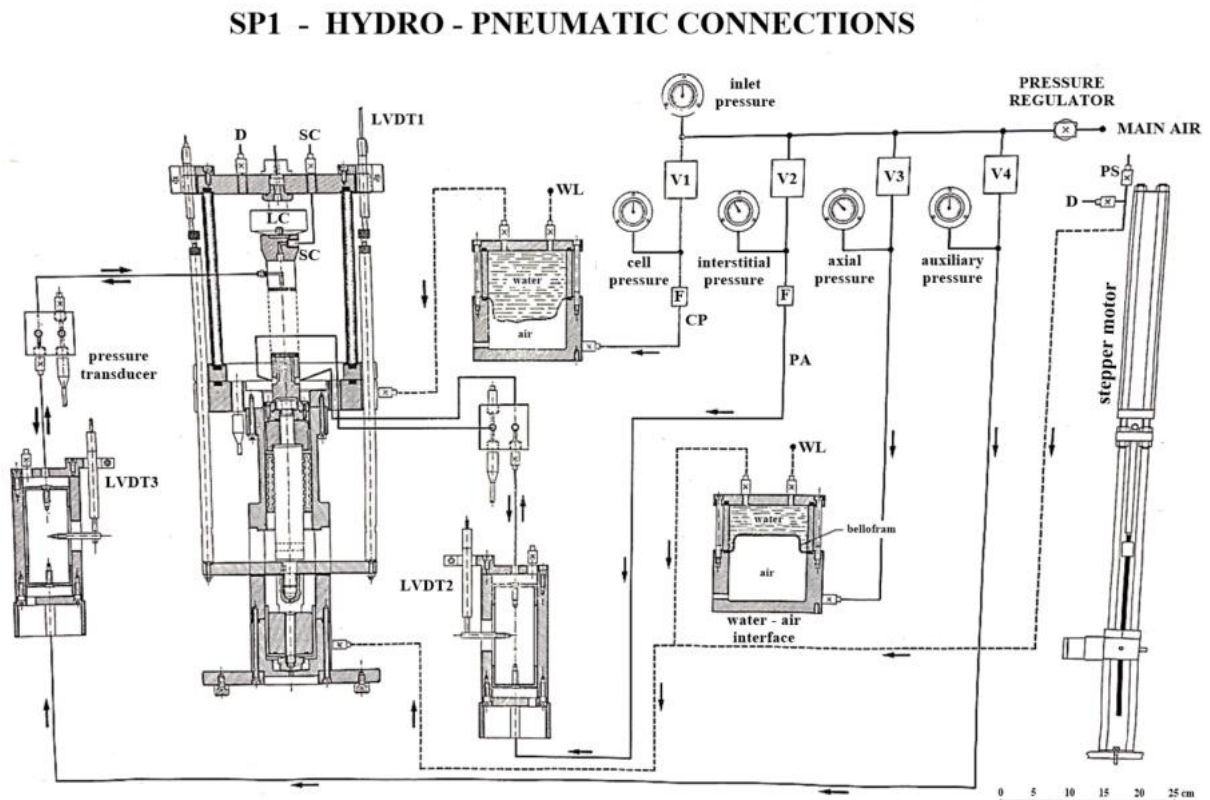 SP1 - HYDRO - PNEUMATIC CONNECTIONS
inlet
pressure
PRESSURE
REGULATOR
MAIN AIR
LVDT1
D
SC
V1
V2
V3
V4
PS
D
WL
LC
SC
cell
pressure
interstitial
pressure
axial
pressure
auxiliary
pressure
water
air
F
F
CP
PA
pressure
transducer
stepper motor
LVDT3
WL
water
bellofram
air
LVDT2
water - air
interface
0 5 10 15 20 25 cm